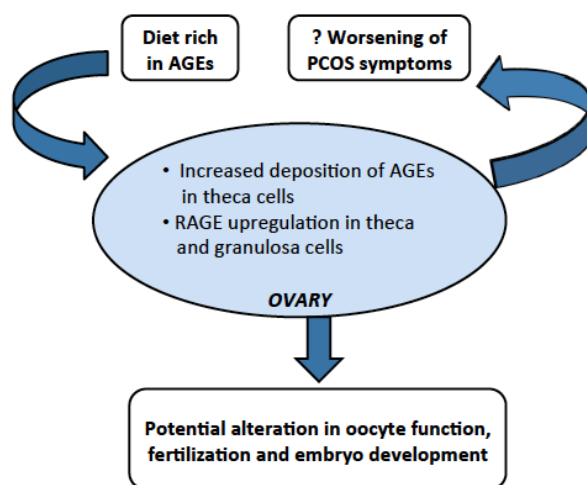 Diet rich
in AGEs
? Worsening of
PCOS symptoms
• Increased deposition of AGEs
in theca cells
• RAGE upregulation in theca
and granulosa cells
OVARY
Potential alteration in oocyte function,
fertilization and embryo development